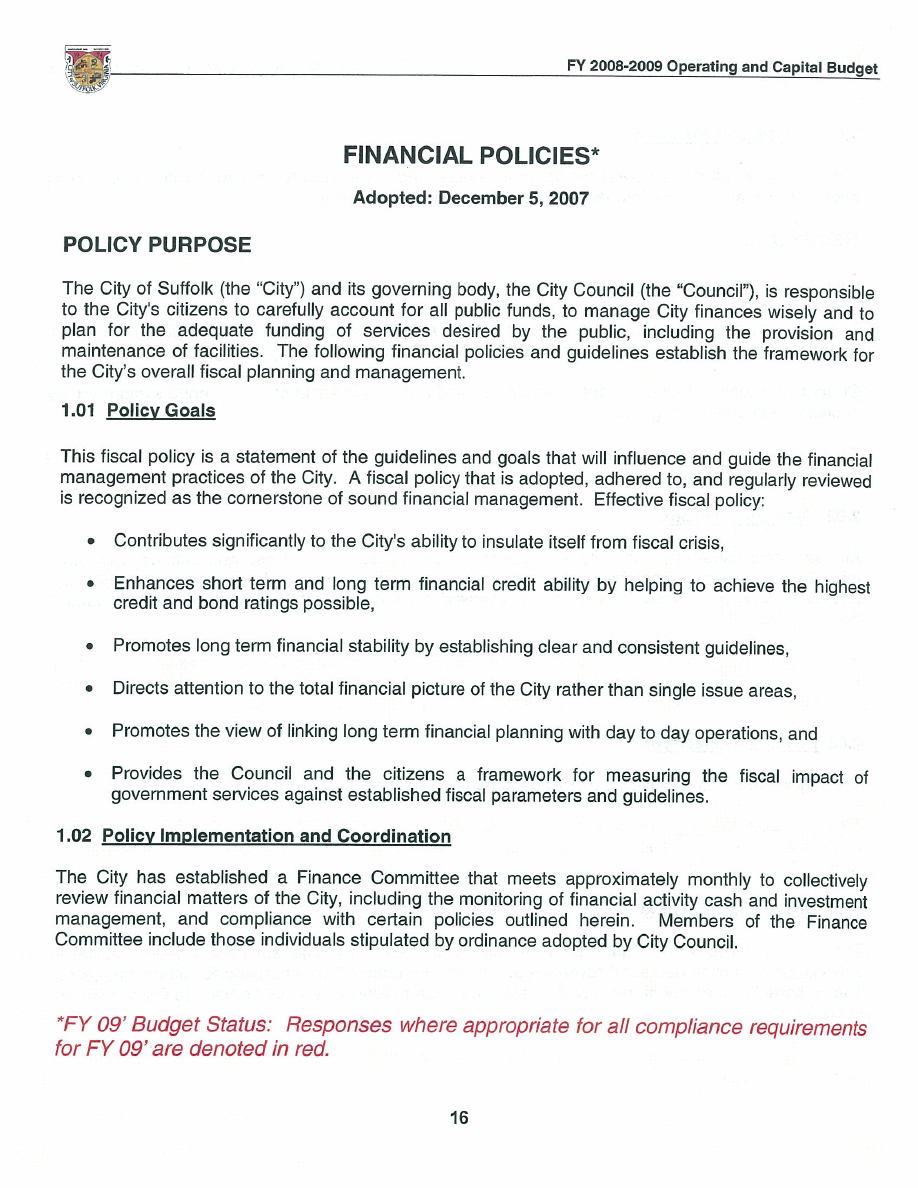 FY 2008-2009 Operating and Capital Budget
FINANCIAL POLICIES*
Adopted: December 5, 2007
POLICY PURPOSE
The City of Suffolk (the “City”) and its governing body, the City Council (the “Council”), is responsible
to the City's citizens to carefully account for all public funds, to manage City finances wisely and to
plan for the adequate funding of services desired by the public, including the provision and
maintenance of facilities. The following financial policies and guidelines establish the framework for
the City’s overall fiscal planning and management.
1.01 Policy Goals
This fiscal policy is a statement of the guidelines and goals that will influence and guide the financial
management practices of the City. A fiscal policy that is adopted, adhered to, and regularly reviewed
is recognized as the cornerstone of sound financial management. Effective fiscal policy:
• Contributes significantly to the City's ability to insulate itself from fiscal crisis,
• Enhances short term and long term financial credit ability by helping to achieve the highest
credit and bond ratings possible,
• Promotes long term financial stability by establishing clear and consistent guidelines,
• Directs attention to the total financial picture of the City rather than single issue areas,
• Promotes the view of linking long term financial planning with day to day operations, and
• Provides the Council and the citizens a framework for measuring the fiscal impact of
government services against established fiscal parameters and guidelines.
1.02 Policy Implementation and Coordination
The City has established a Finance Committee that meets approximately monthly to collectively
review financial matters of the City, including the monitoring of financial activity cash and investment
management, and compliance with certain policies outlined herein. Members of the Finance
Committee include those individuals stipulated by ordinance adopted by City Council.
*FY 09’ Budget Status: Responses where appropriate for all compliance requirements
for FY 09’ are denoted in red.
16